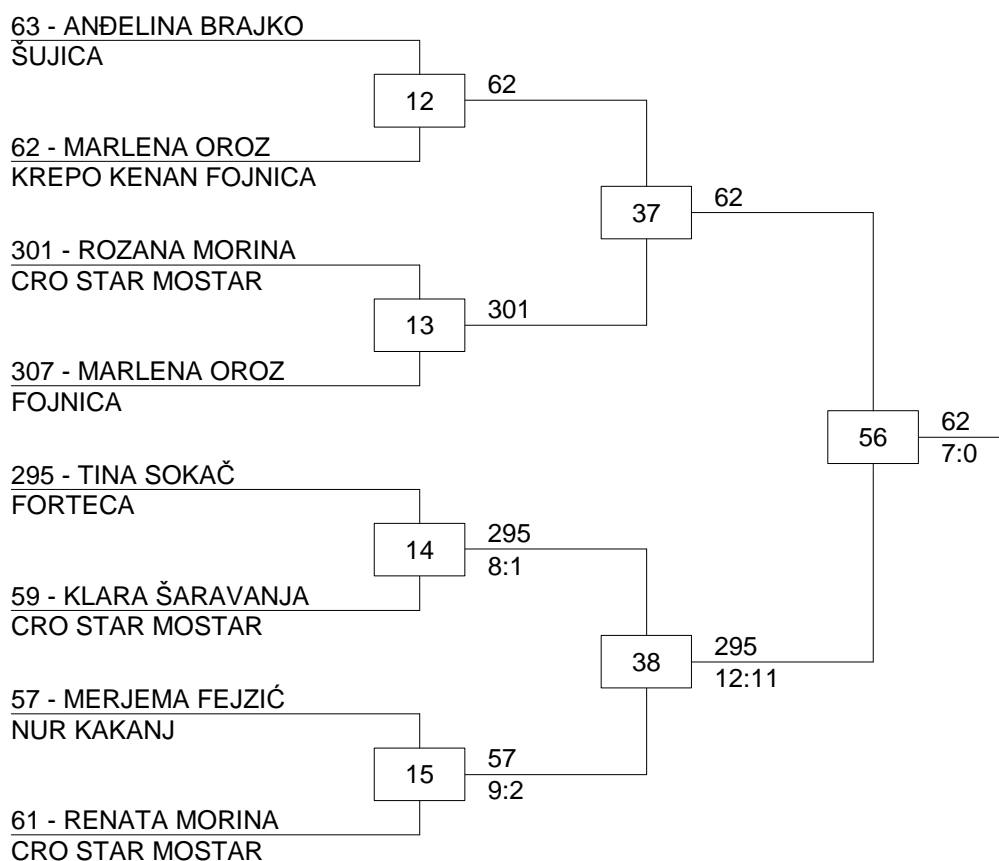 63 - ANĐELINA BRAJKO
ŠUJICA
12
62
62 - MARLENA OROZ
KREPO KENAN FOJNICA
37
62
301 - ROZANA MORINA
CRO STAR MOSTAR
13
301
307 - MARLENA OROZ
FOJNICA
56
62
7:0
295 - TINA SOKAČ
FORTECA
14
295
8:1
59 - KLARA ŠARAVANJA
CRO STAR MOSTAR
38
295
12:11
57 - MERJEMA FEJZIĆ
NUR KAKANJ
15
57
9:2
61 - RENATA MORINA
CRO STAR MOSTAR